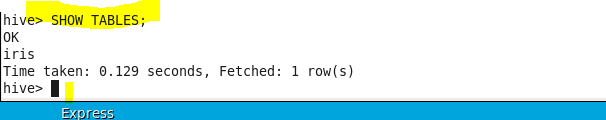 hive> SHOW TABLES;
OK
iris
Time taken: 0.129 seconds, Fetched: 1 row(s)
hive>
Express